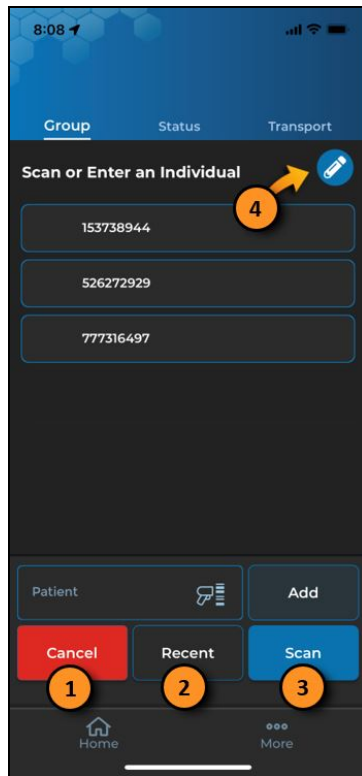 8:08
Group Status Transport
Scan or Enter an Individual
4
153738944
526272929
777316497
Patient Add
Cancel Recent Scan
1 2 3
Home More